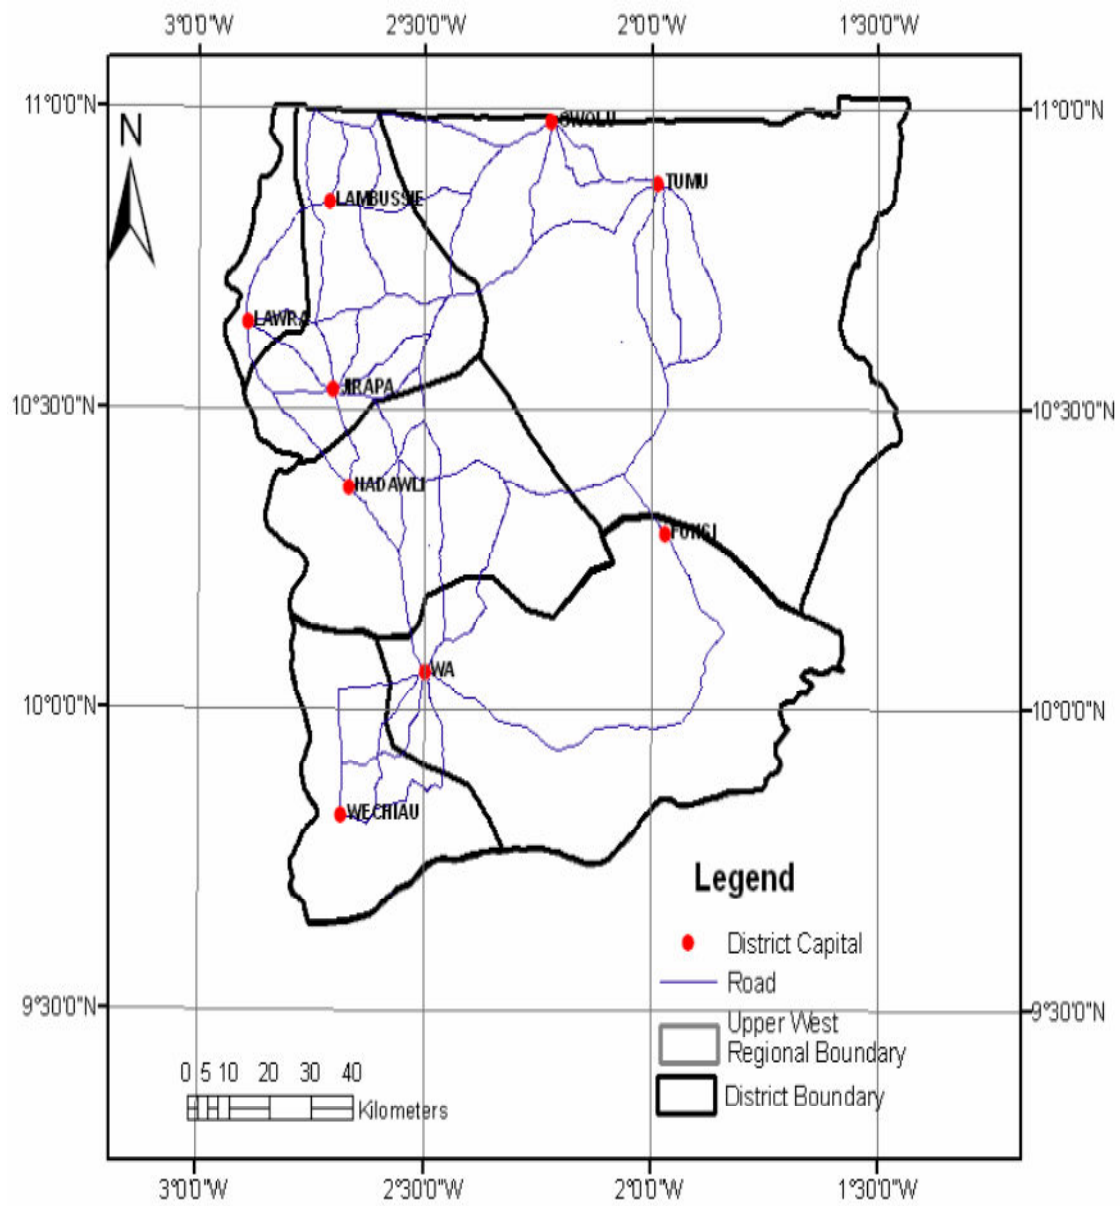 3°0'0"W 2°30'0"W 2°00'W 1°30'0"W
11°0'0"N 11°0'0"N
N
GWOLU
TUMU
LAMBUSSIE
LAWRA
JIRAPA
10°30'0"N 10°30'0"N
NADAWLI
FUNSI
WA
10°0'0"N 10°0'0"N
WECHIAU
Legend
District Capital
Road
9°30'0"N 9°30'0"N
Upper West
Regional Boundary
District Boundary
0 5 10 20 30 40
Kilometers
3°0'0"W 2°30'0"W 2°0'0"W 1°30'0"W